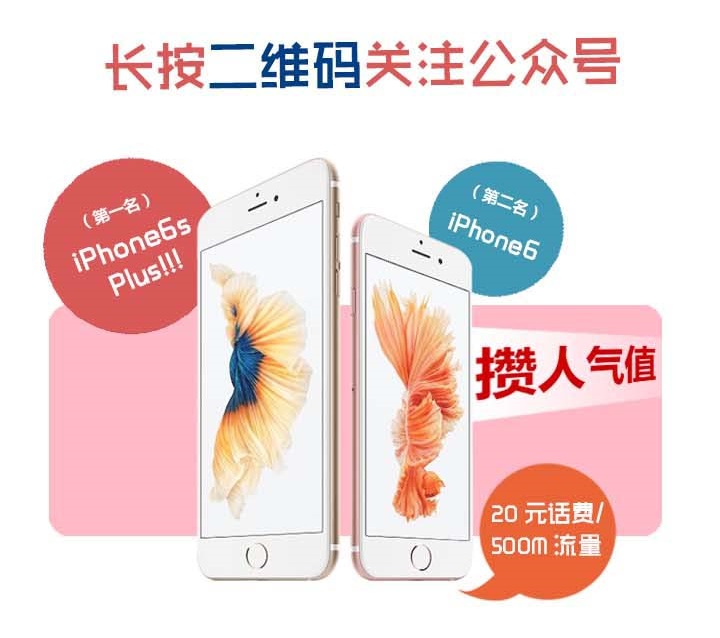 长按二维码关注公众号
（第一名）
iPhone6s
Plus!!!
（第二名）
iPhone6
攒人气值
20 元话费/
500M 流量